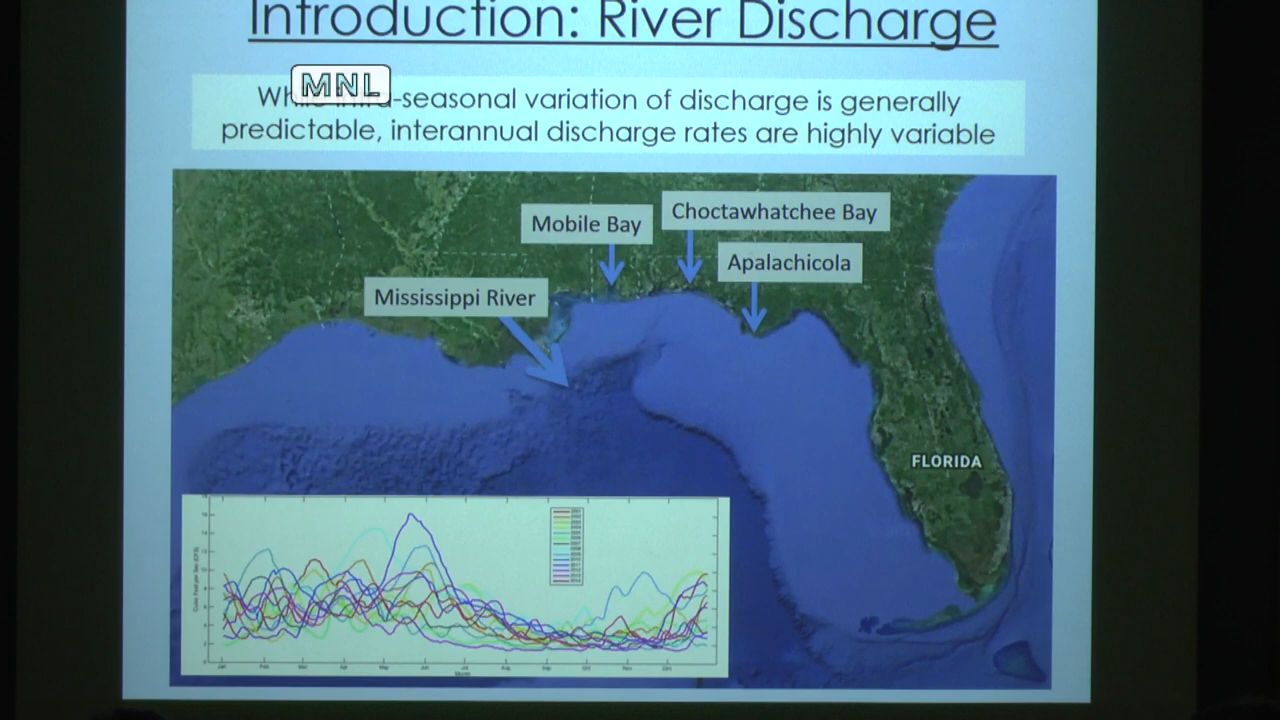 Introduction: River Discharge
MNL
-seasonal variation of discharge is generally
predictable, interannual discharge rates are highly variable
Mobile Bay
Choctawhatchee Bay
Apalachicola
Mississippi River
FLORIDA
Month